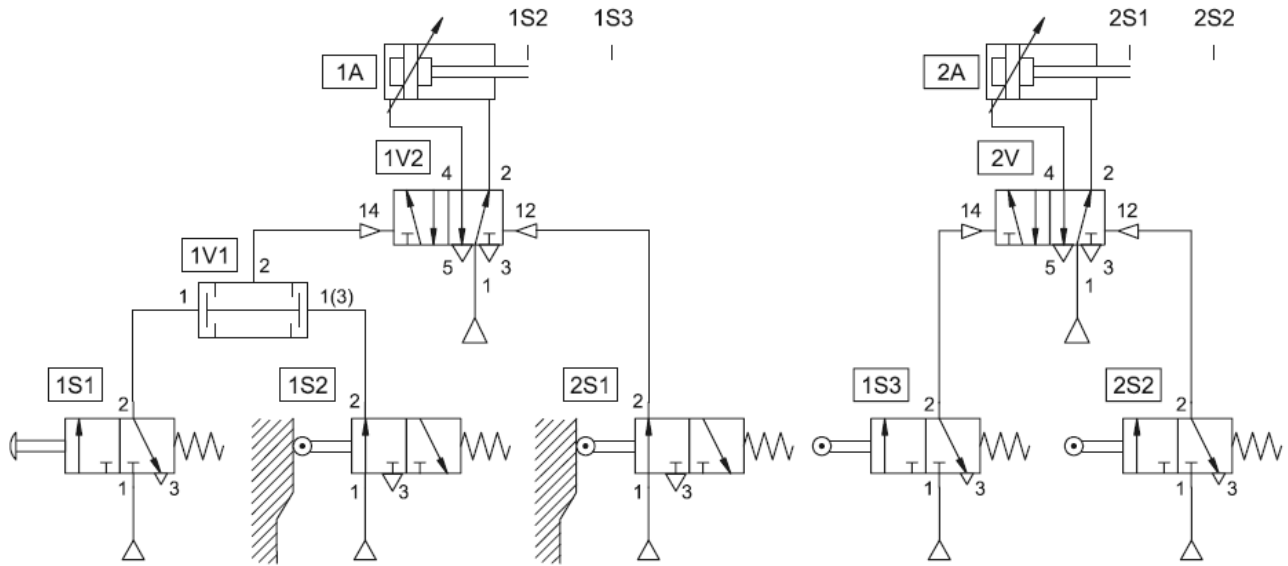 1S2 1S3 2S1 2S2
1A 2A
1V2 4 2 2V 4 2
14 12 14 12
1V1 2 5 3 5 3
1 1(3) 1 1
1S1 1S2 2S1 1S3 2S2
2 2 2 2 2
1 3 1 3 1 3 1 3 1 3